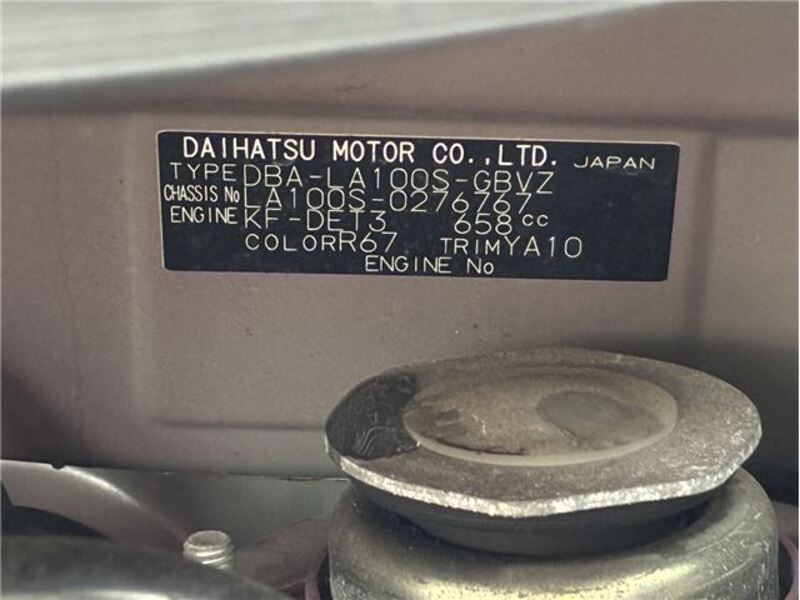 DAIHATSU MOTOR CO.,LTD. JAPAN
TYPE DBA-LA100S-GBVZ
CHASSIS No LA100S-0276767
ENGINE KF-DET3 658cc
COLOR R67 TRIM YA10
ENGINE No